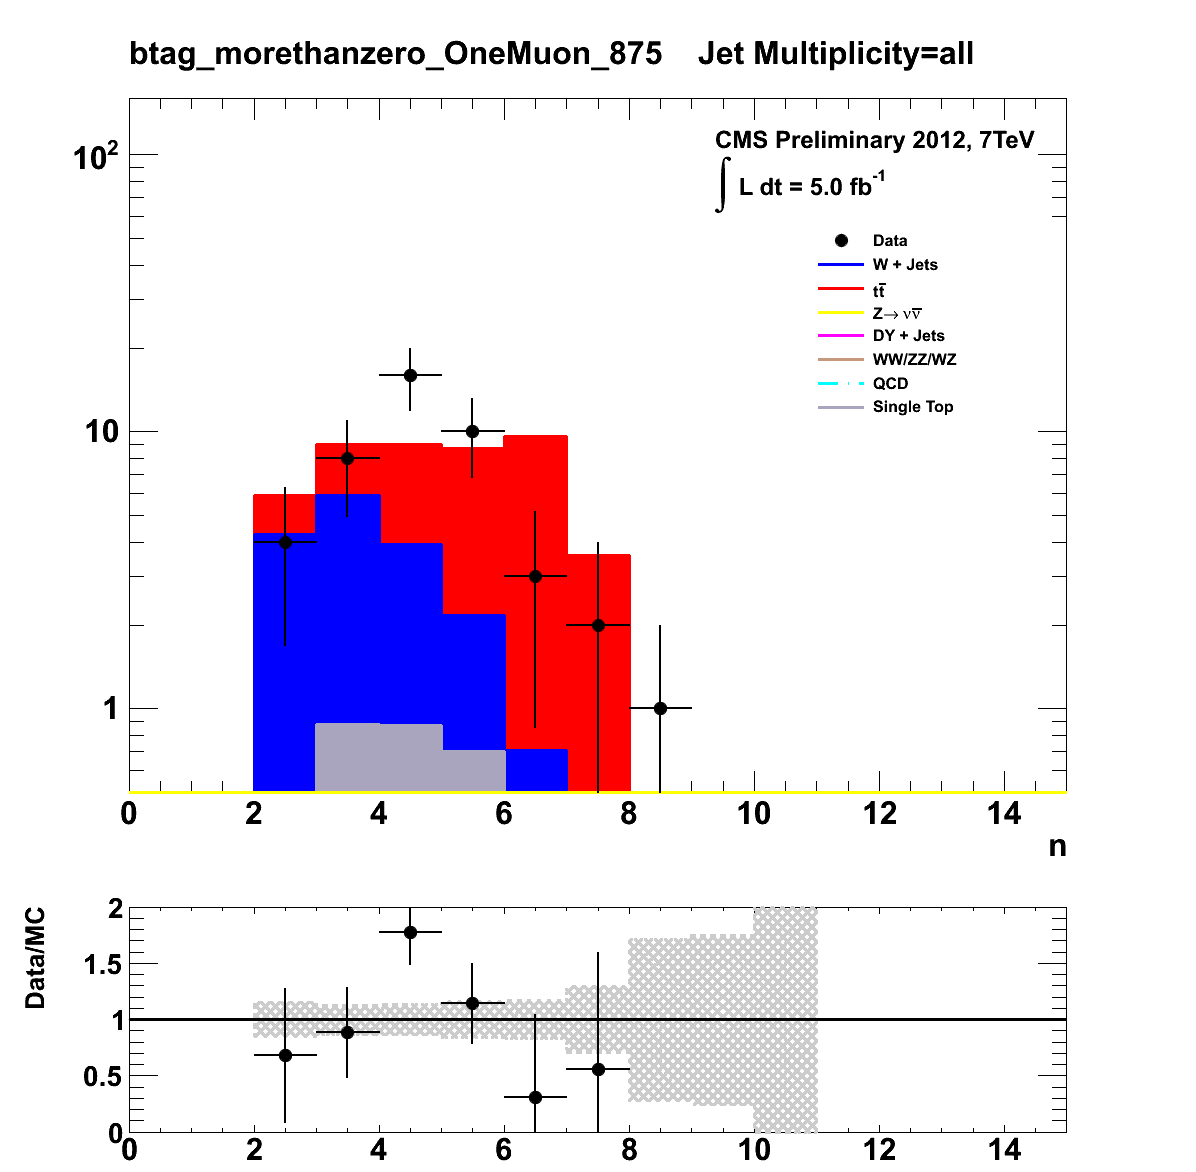 btag_morethanzero_OneMuon_875 Jet Multiplicity=all
CMS Preliminary 2012, 7TeV
∫ L dt = 5.0 fb⁻¹
Data
W + Jets
tt̅
Z→ νν̅
DY + Jets
WW/ZZ/WZ
QCD
Single Top
10²
10
1
0 2 4 6 8 10 12 14
n
Data/MC
2
1.5
1
0.5
0
0 2 4 6 8 10 12 14